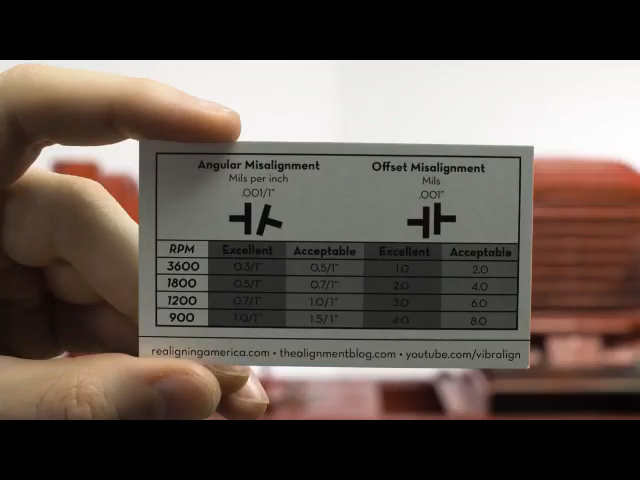 Angular Misalignment Offset Misalignment
Mils per inch Mils
.001/1" .001"
RPM Excellent Acceptable Excellent Acceptable
3600 0.3/1" 0.5/1" 1.0 2.0
1800 0.5/1" 0.7/1" 2.0 4.0
1200 0.7/1" 1.0/1" 3.0 6.0
900 1.0/1" 1.5/1" 4.0 8.0
realigningamerica.com • thealignmentblog.com • youtube.com/vibralign